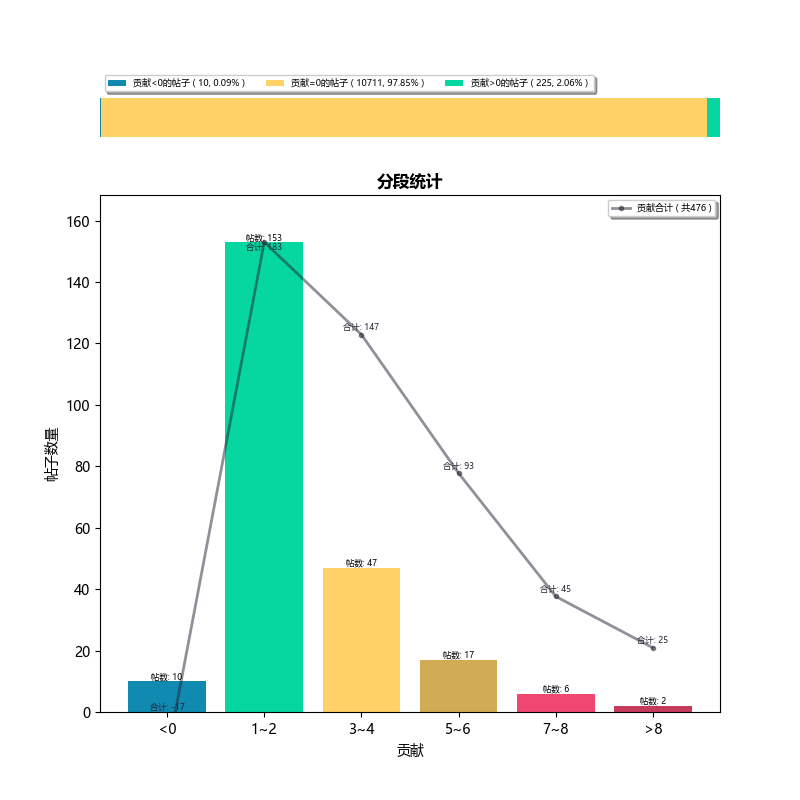 贡献<0的帖子 ( 10, 0.09% ) 贡献=0的帖子 ( 10711, 97.85% ) 贡献>0的帖子 ( 225, 2.06% )
分段统计
贡献合计 ( 共476 )
帖子数量
160
140
120
100
80
60
40
20
0
帖数: 153
合计: 183
合计: 147
合计: 93
合计: 45
合计: 25
帖数: 47
帖数: 17
帖数: 10
帖数: 6
帖数: 2
合计: -17
<0 1~2 3~4 5~6 7~8 >8
贡献